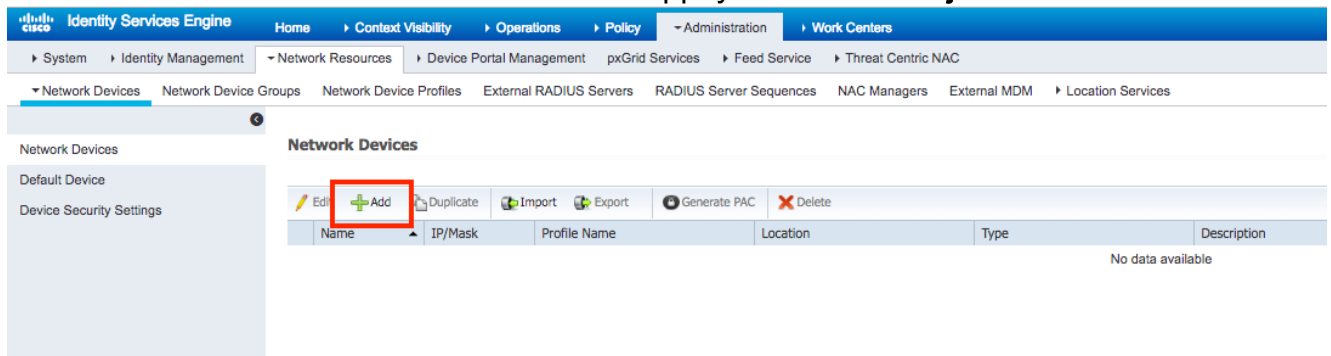 cisco Identity Services Engine Home Context Visibility Operations Policy Administration Work Centers
System Identity Management Network Resources Device Portal Management pxGrid Services Feed Service Threat Centric NAC
Network Devices Network Device Groups Network Device Profiles External RADIUS Servers RADIUS Server Sequences NAC Managers External MDM Location Services
Network Devices
Default Device
Device Security Settings
Network Devices
Edit Add Duplicate Import Export Generate PAC Delete
Name IP/Mask Profile Name Location Type Description
No data available